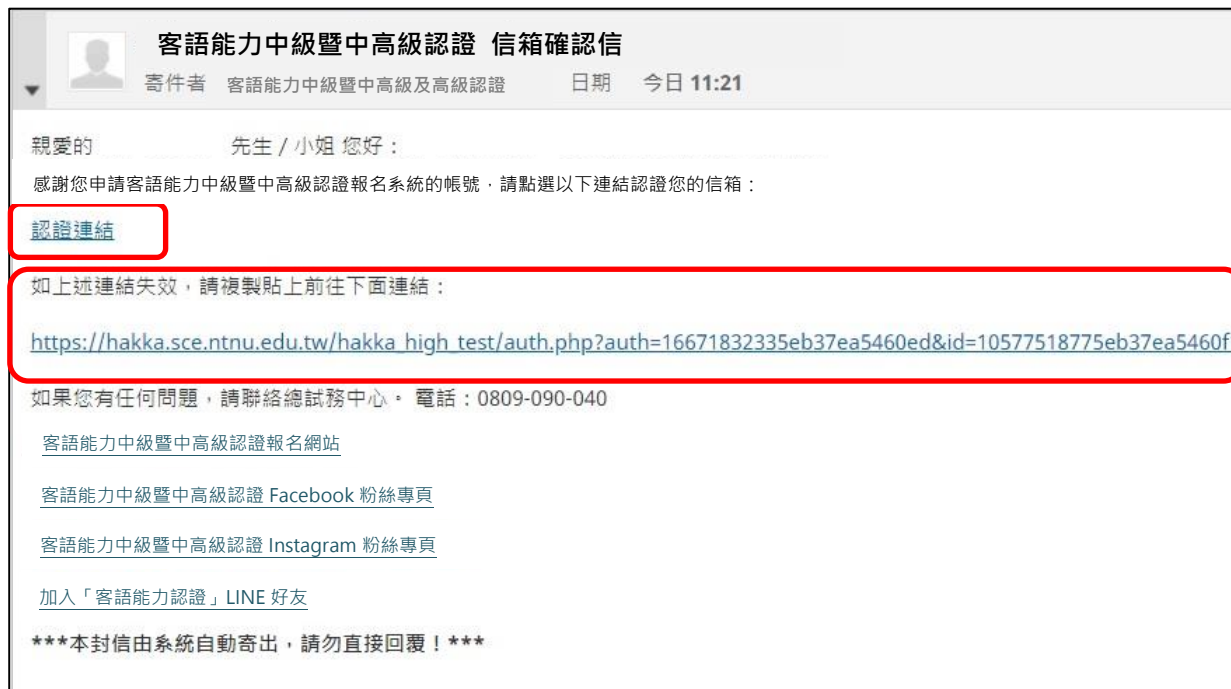 客語能力中級暨中高級認證 信箱確認信
寄件者 客語能力中級暨中高級及高級認證 日期 今日 11:21
親愛的 先生 / 小姐 您好：
感謝您申請客語能力中級暨中高級認證報名系統的帳號，請點選以下連結認證您的信箱：
認證連結
如上述連結失效，請複製貼上前往下面連結：
https://hakka.sce.ntnu.edu.tw/hakka_high_test/auth.php?auth=16671832335eb37ea5460ed&id=10577518775eb37ea5460f
如果您有任何問題，請聯絡總試務中心。 電話：0809-090-040
客語能力中級暨中高級認證報名網站
客語能力中級暨中高級認證 Facebook 粉絲專頁
客語能力中級暨中高級認證 Instagram 粉絲專頁
加入「客語能力認證」LINE 好友
***本封信由系統自動寄出，請勿直接回覆！***